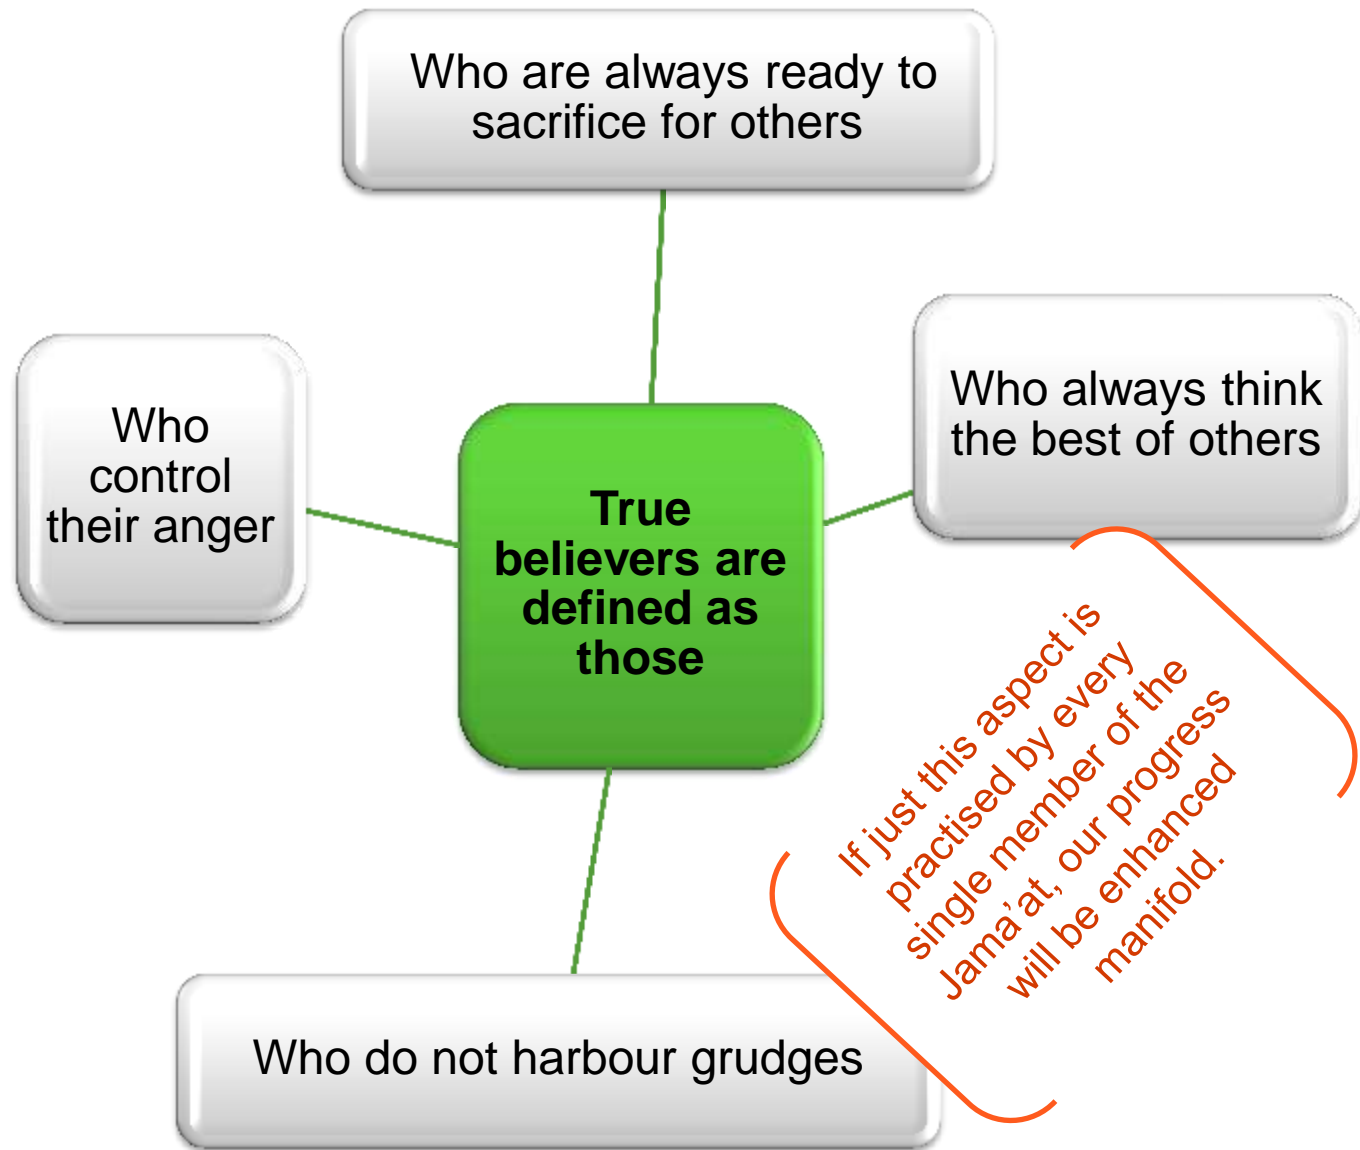 Who are always ready to
sacrifice for others
Who always think
the best of others
Who
control
their anger
True
believers are
defined as
those
If just this aspect is
practised by every
single member of the
Jama’at, our progress
will be enhanced
manifold.
Who do not harbour grudges